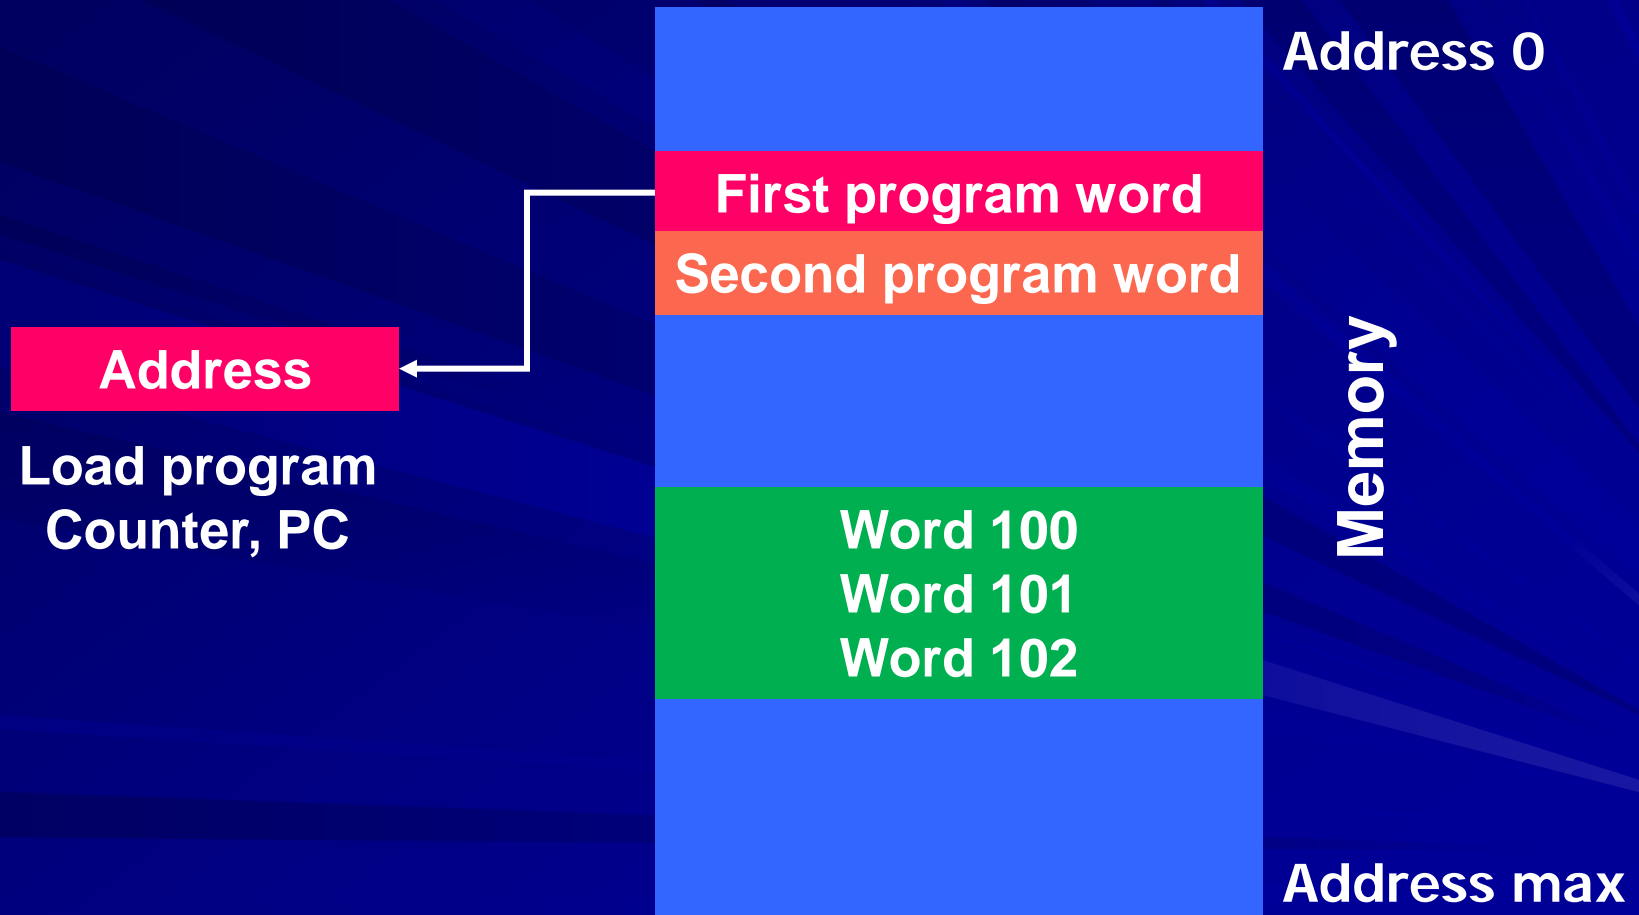 Address 0
First program word
Second program word
Address
Load program
Counter, PC
Memory
Word 100
Word 101
Word 102
Address max